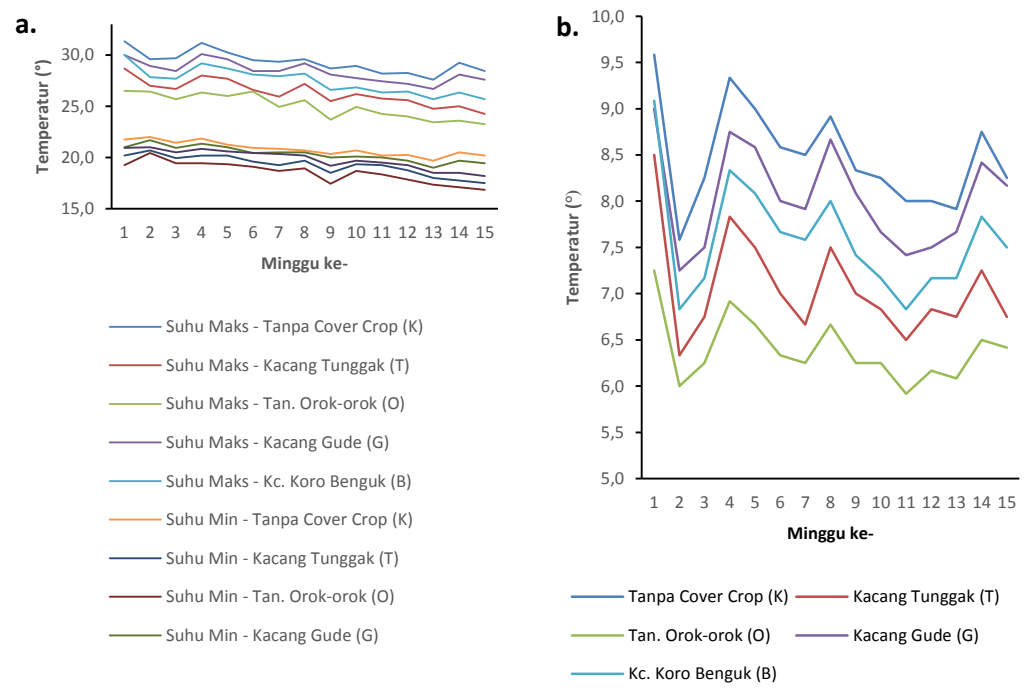 a.
Temperatur (°)
30,0
25,0
20,0
15,0
1 2 3 4 5 6 7 8 9 10 11 12 13 14 15
Minggu ke-
Suhu Maks - Tanpa Cover Crop (K)
Suhu Maks - Kacang Tunggak (T)
Suhu Maks - Tan. Orok-orok (O)
Suhu Maks - Kacang Gude (G)
Suhu Maks - Kc. Koro Benguk (B)
Suhu Min - Tanpa Cover Crop (K)
Suhu Min - Kacang Tunggak (T)
Suhu Min - Tan. Orok-orok (O)
Suhu Min - Kacang Gude (G)
b.
Temperatur (°)
10,0
9,5
9,0
8,5
8,0
7,5
7,0
6,5
6,0
5,5
5,0
1 2 3 4 5 6 7 8 9 10 11 12 13 14 15
Minggu ke-
Tanpa Cover Crop (K) Kacang Tunggak (T)
Tan. Orok-orok (O) Kacang Gude (G)
Kc. Koro Benguk (B)